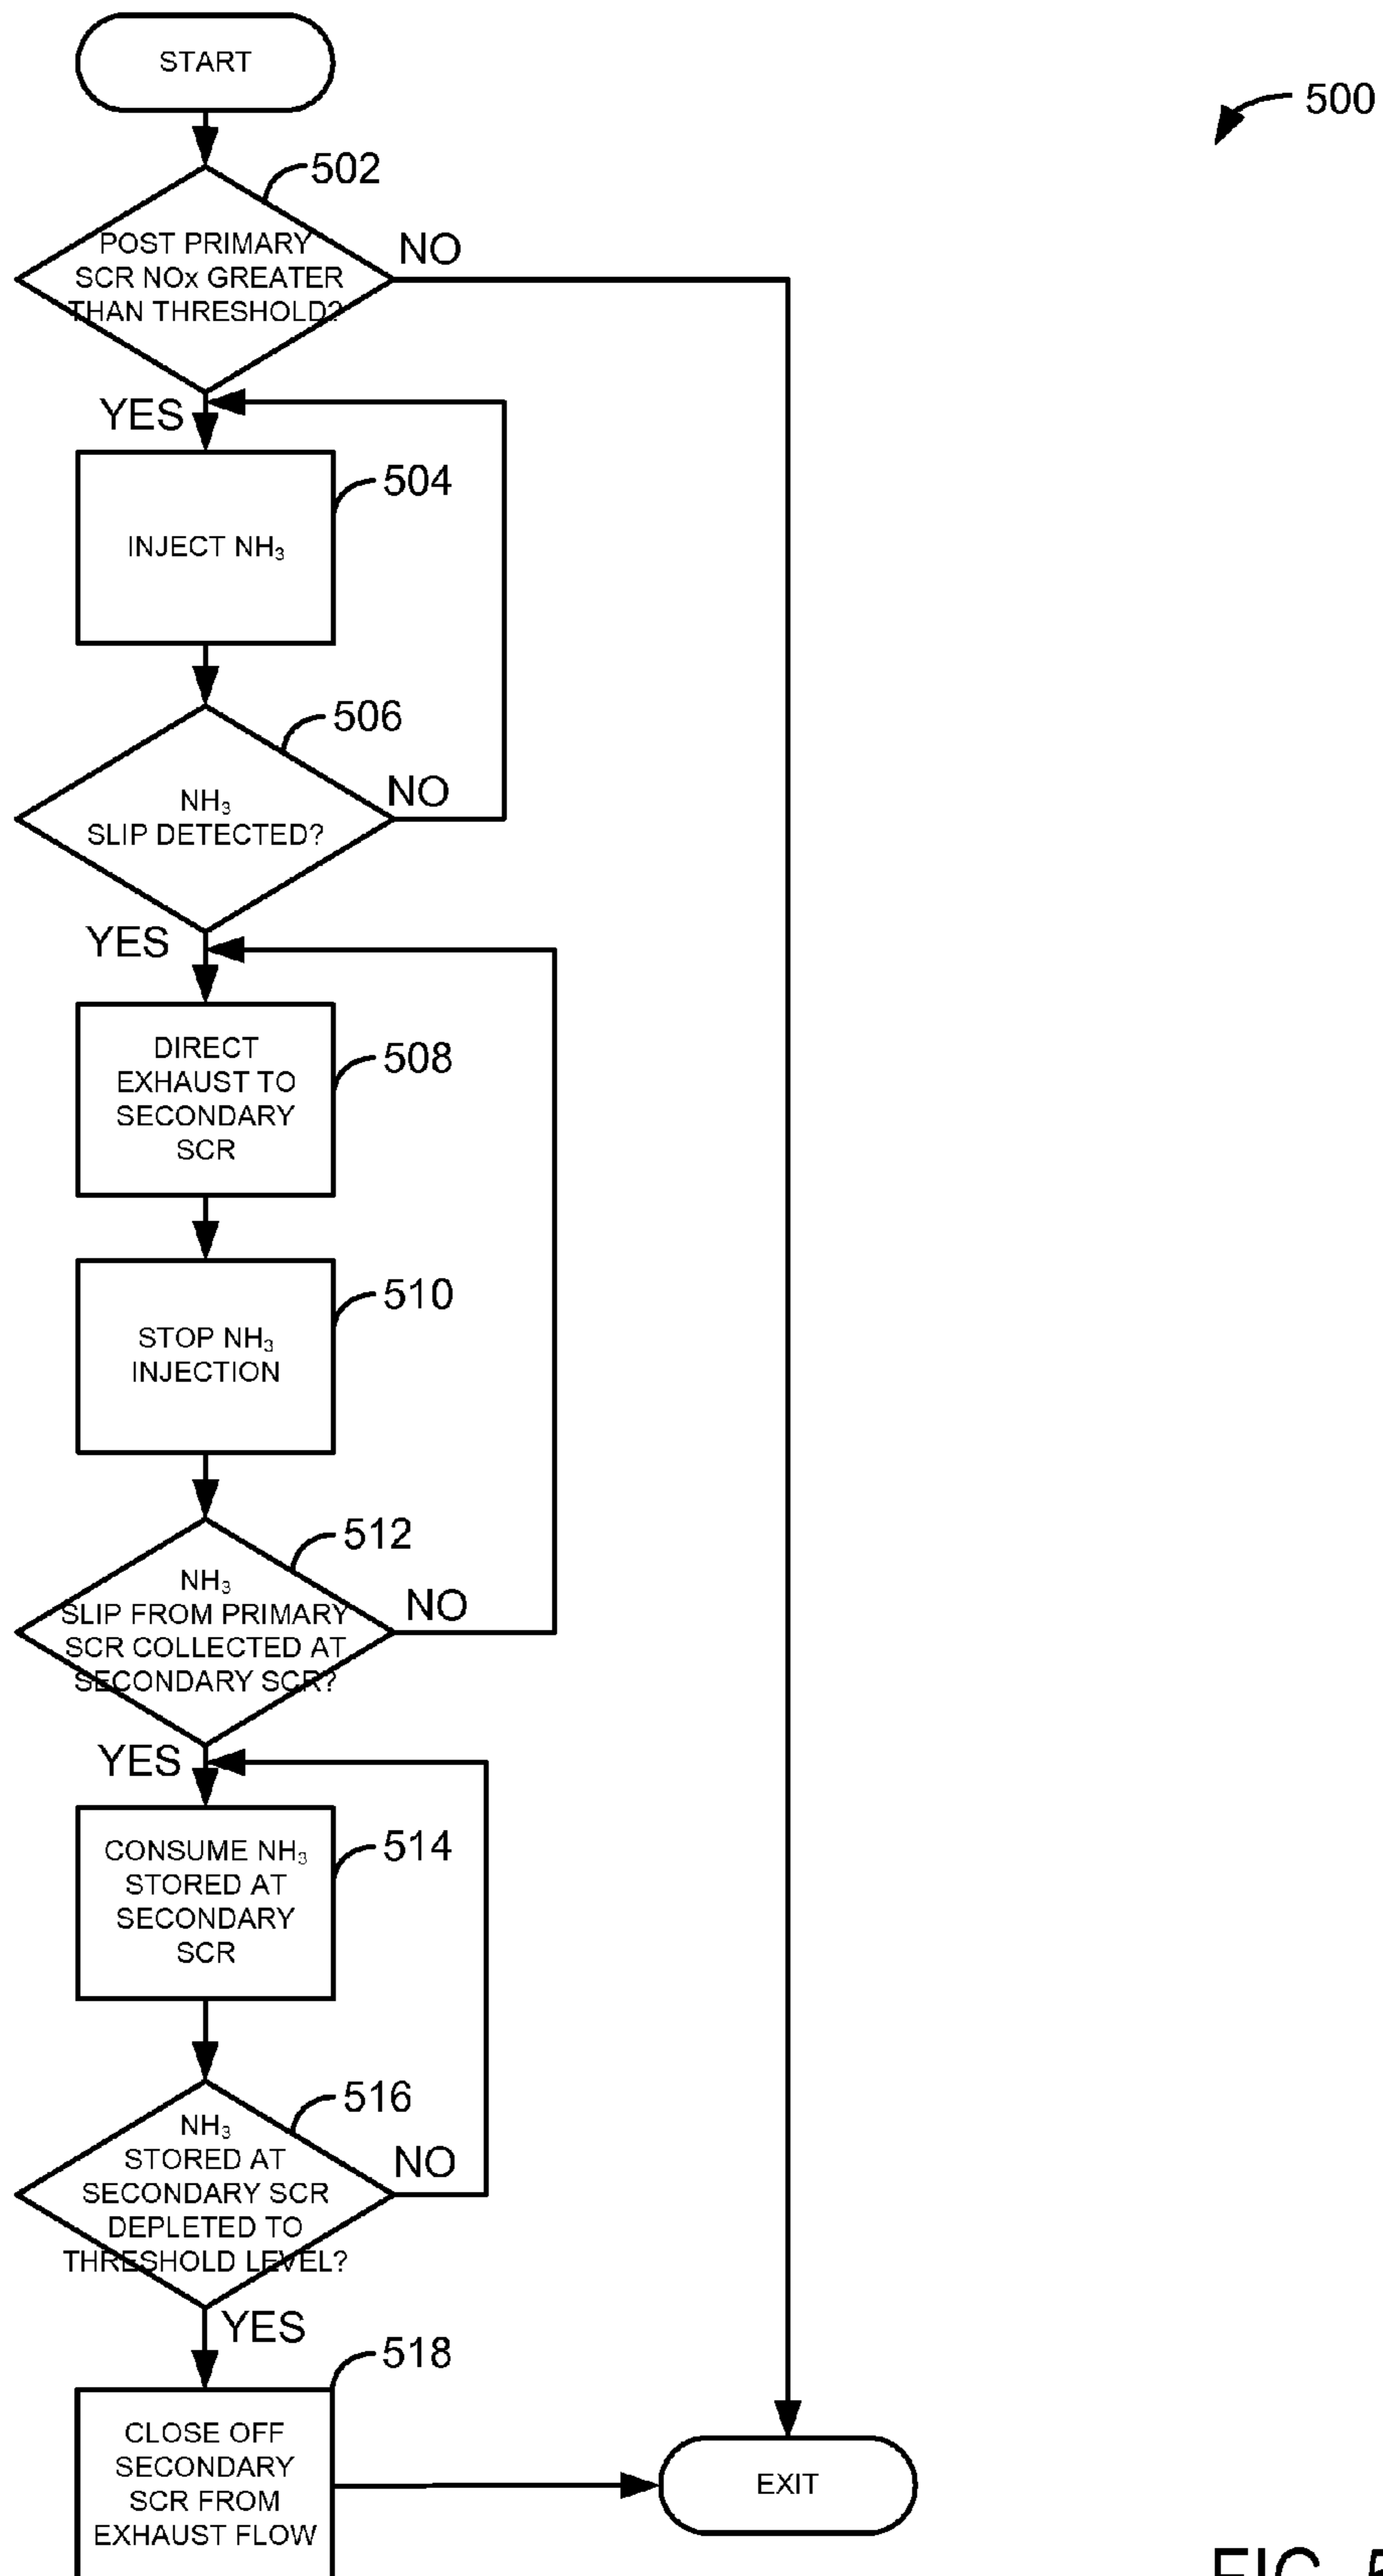 START
500
502
POST PRIMARY
SCR NOx GREATER
THAN THRESHOLD?
NO
YES
504
INJECT NH₃
506
NH₃
SLIP DETECTED?
NO
YES
DIRECT
EXHAUST TO
SECONDARY
SCR
508
510
STOP NH₃
INJECTION
512
NH₃
SLIP FROM PRIMARY
SCR COLLECTED AT
SECONDARY SCR?
NO
YES
CONSUME NH₃
STORED AT
SECONDARY
SCR
514
516
NH₃
STORED AT
SECONDARY SCR
DEPLETED TO
THRESHOLD LEVEL?
NO
YES
518
CLOSE OFF
SECONDARY
SCR FROM
EXHAUST FLOW
EXIT
FIG. 5